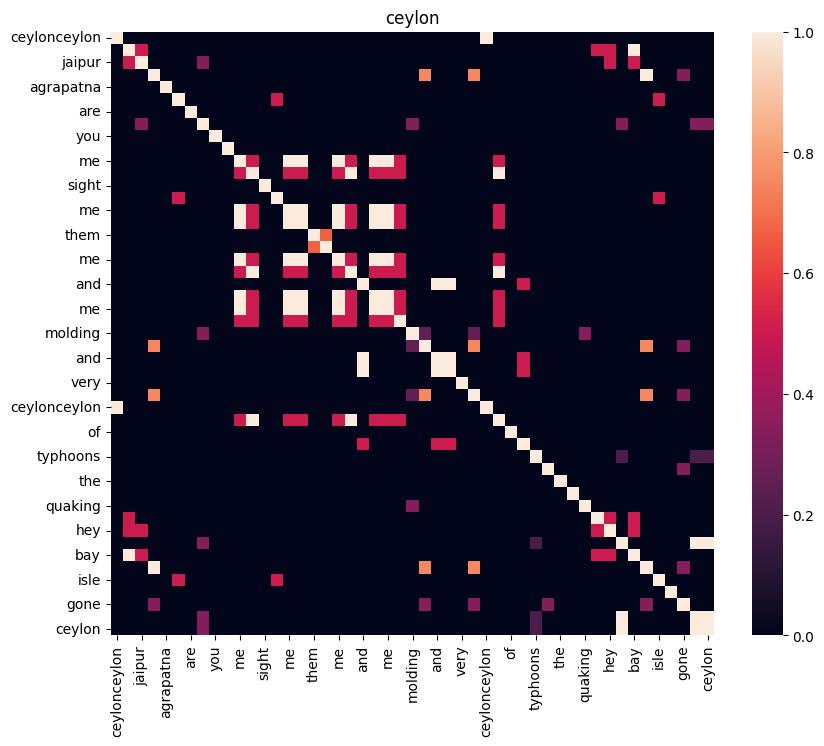 ceylon
ceylonceylon
jaipur
agrapatna
are
you
me
sight
me
them
me
and
me
molding
and
very
ceylonceylon
of
typhoons
the
quaking
hey
bay
isle
gone
ceylon
1.0
0.8
0.6
0.4
0.2
0.0
ceylonceylon
jaipur
agrapatna
are
you
me
sight
me
them
me
and
me
molding
and
very
ceylonceylon
of
typhoons
the
quaking
hey
bay
isle
gone
ceylon